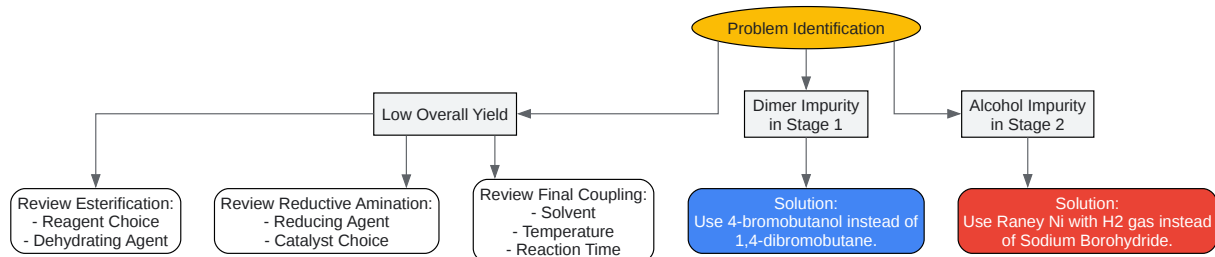 Problem Identification
Low Overall Yield
Dimer Impurity
in Stage 1
Alcohol Impurity
in Stage 2
Review Esterification:
- Reagent Choice
- Dehydrating Agent
Review Reductive Amination:
- Reducing Agent
- Catalyst Choice
Review Final Coupling:
- Solvent
- Temperature
- Reaction Time
Solution:
Use 4-bromobutanol instead of
1,4-dibromobutane.
Solution:
Use Raney Ni with H2 gas instead
of Sodium Borohydride.